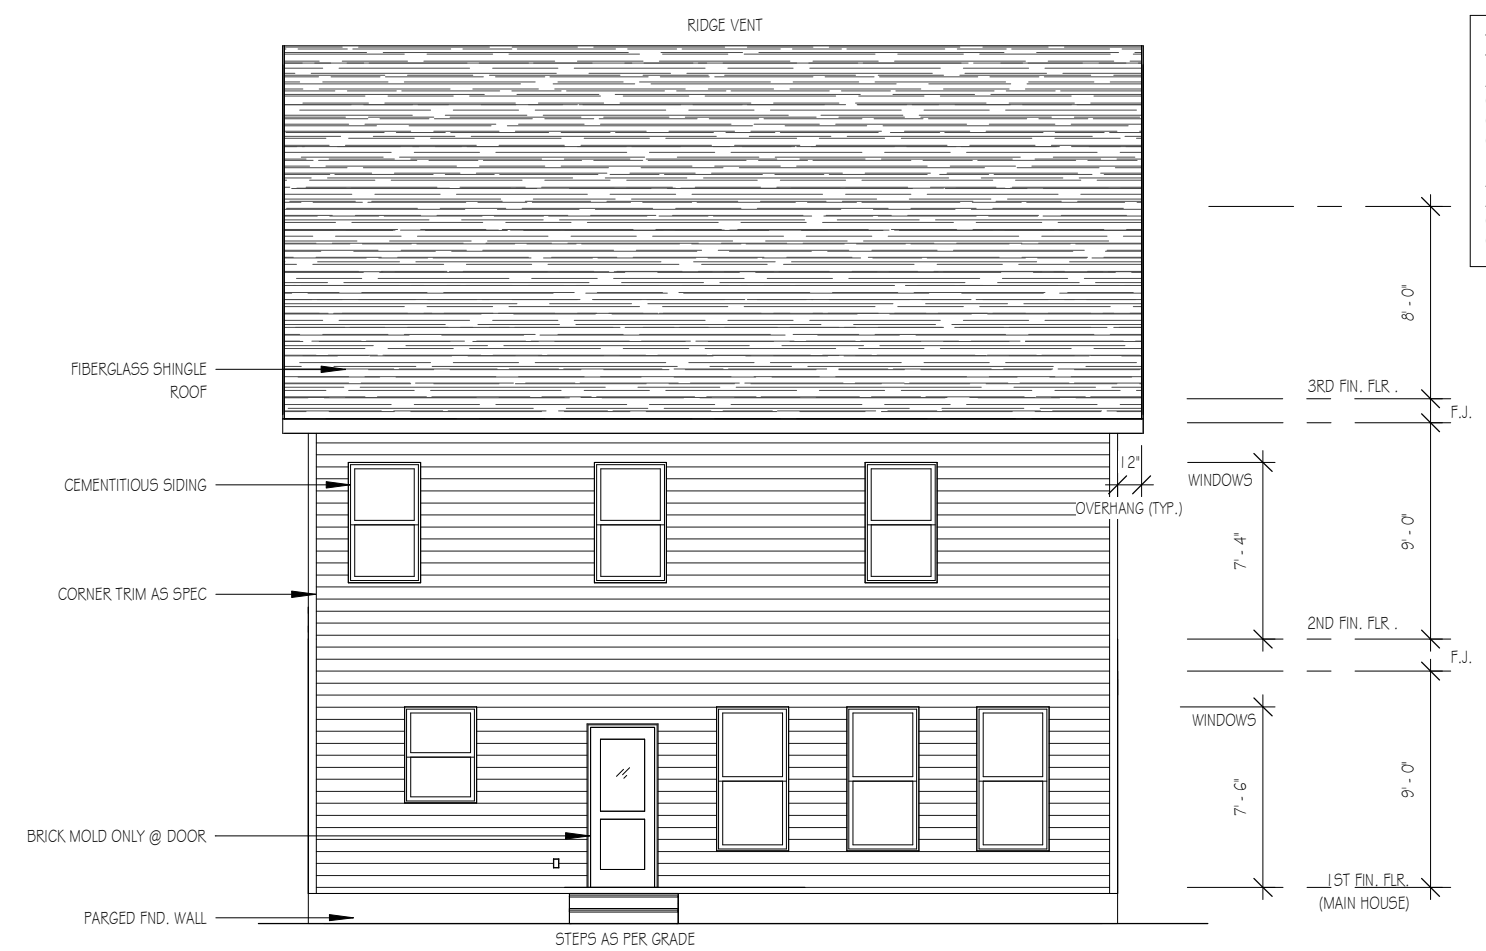 RIDGE VENT
8' - 0"
FIBERGLASS SHINGLE
ROOF
3RD FIN. FLR .
F.J.
12"
CEMENTITIOUS SIDING
WINDOWS
OVERHANG (TYP.)
9' - 0"
7' - 4"
CORNER TRIM AS SPEC
2ND FIN. FLR .
F.J.
WINDOWS
9' - 0"
7' - 6"
BRICK MOLD ONLY @ DOOR
1ST FIN. FLR.
(MAIN HOUSE)
PARGED FND. WALL
STEPS AS PER GRADE